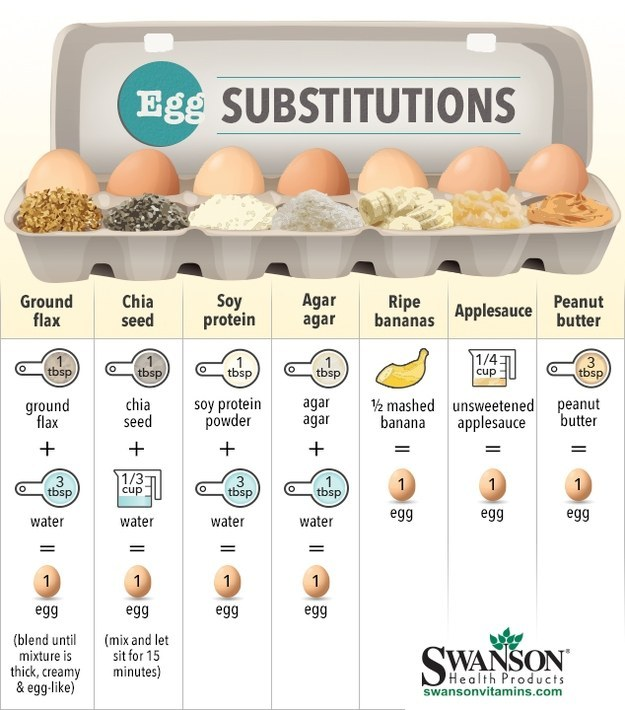 Egg SUBSTITUTIONS
Ground
flax
Chia
seed
Soy
protein
Agar
agar
Ripe
bananas
Applesauce
Peanut
butter
1
tbsp
ground
flax
+
3
tbsp
water
=
1
egg
(blend until
mixture is
thick, creamy
& egg-like)
1
tbsp
chia
seed
+
1/3
cup
water
=
1
egg
(mix and let
sit for 15
minutes)
1
tbsp
soy protein
powder
+
3
tbsp
water
=
1
egg
1
tbsp
agar
agar
+
1
tbsp
water
=
1
egg
½ mashed
banana
=
1
egg
1/4
cup
unsweetened
applesauce
=
1
egg
3
tbsp
peanut
butter
=
1
egg
SWANSON®
Health Products
swansonvitamins.com